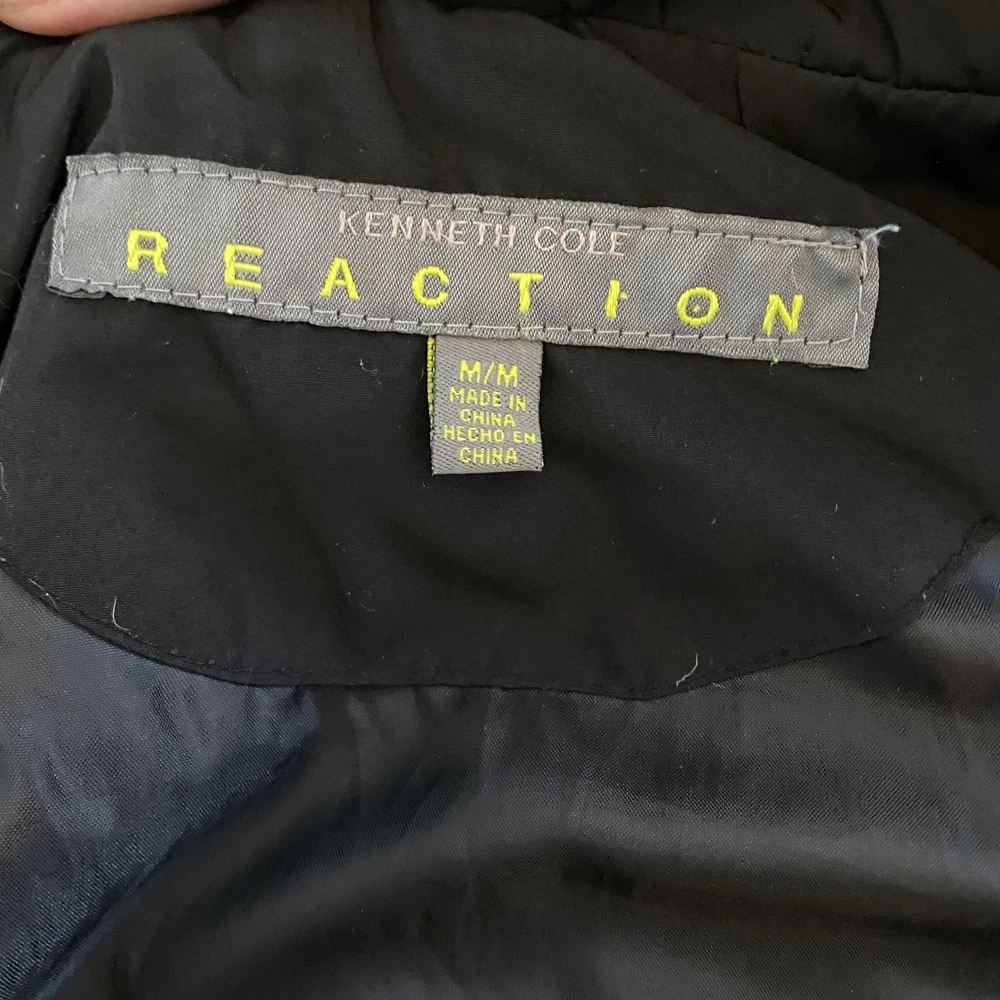 KENNETH COLE
REACTION
M/M
MADE IN
CHINA
HECHO EN
CHINA